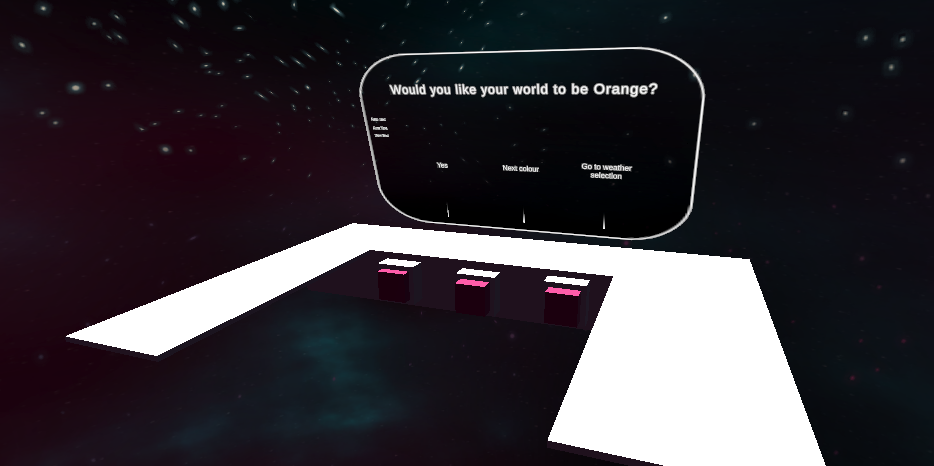 Would you like your world to be Orange?
Yes
Next colour
Go to weather
selection